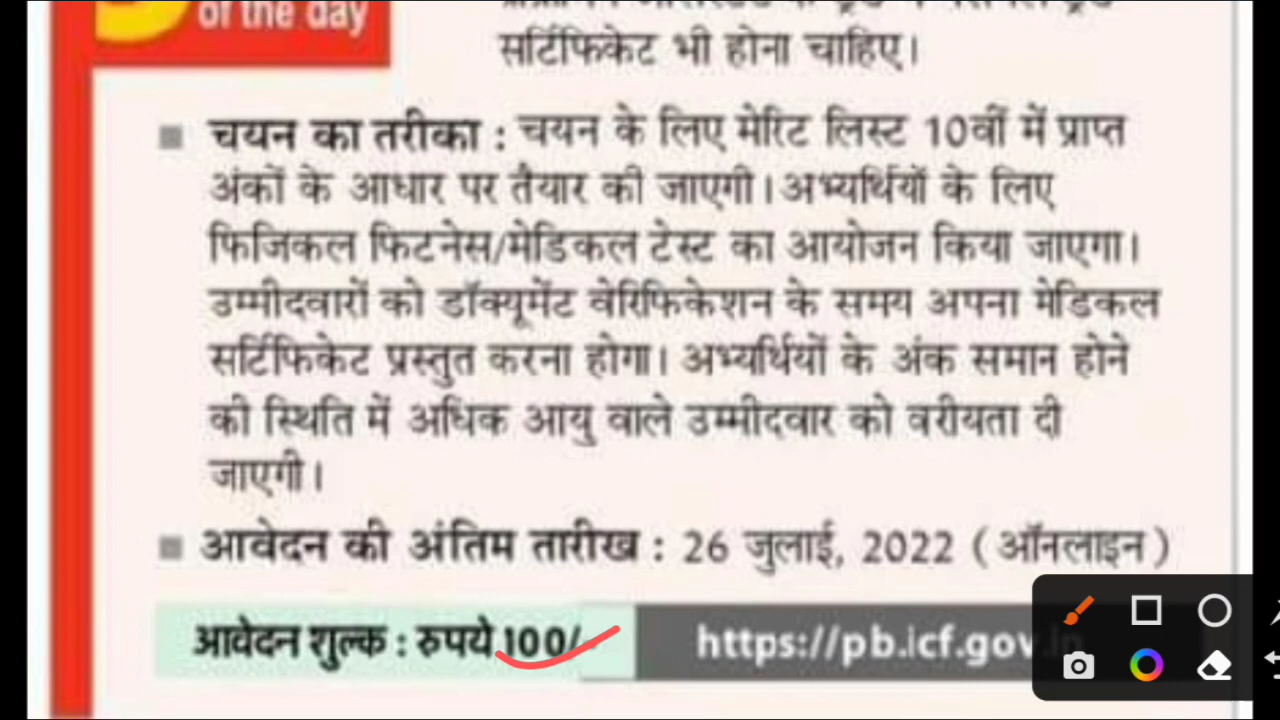 of the day
सर्टिफिकेट भी होना चाहिए।
चयन का तरीका : चयन के लिए मेरिट लिस्ट 10वीं में प्राप्त
अंकों के आधार पर तैयार की जाएगी। अभ्यर्थियों के लिए
फिजिकल फिटनेस/मेडिकल टेस्ट का आयोजन किया जाएगा।
उम्मीदवारों को डॉक्यूमेंट वेरिफिकेशन के समय अपना मेडिकल
सर्टिफिकेट प्रस्तुत करना होगा। अभ्यर्थियों के अंक समान होने
की स्थिति में अधिक आयु वाले उम्मीदवार को वरीयता दी
जाएगी।
आवेदन की अंतिम तारीख : 26 जुलाई, 2022 (ऑनलाइन)
आवेदन शुल्क : रुपये 100/-
https://pb.icf.gov.in